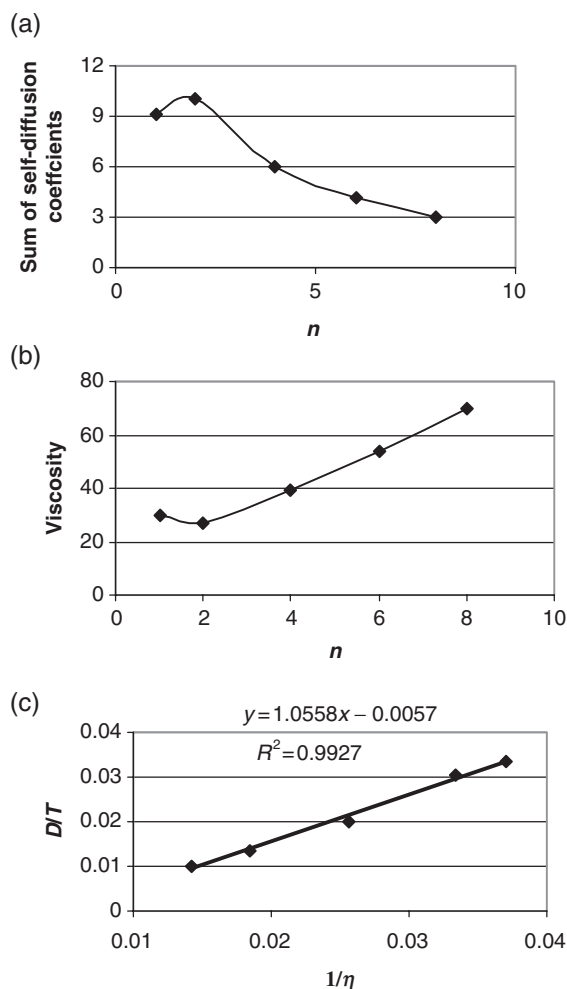 (a)
Sum of self-diffusion
coeffcients
12
9
6
3
0
0 5 10
n
(b)
Viscosity
80
60
40
20
0
0 2 4 6 8 10
n
(c)
y=1.0558x – 0.0057
R²=0.9927
D/T
0.04
0.03
0.02
0.01
0
0.01 0.02 0.03 0.04
1/η